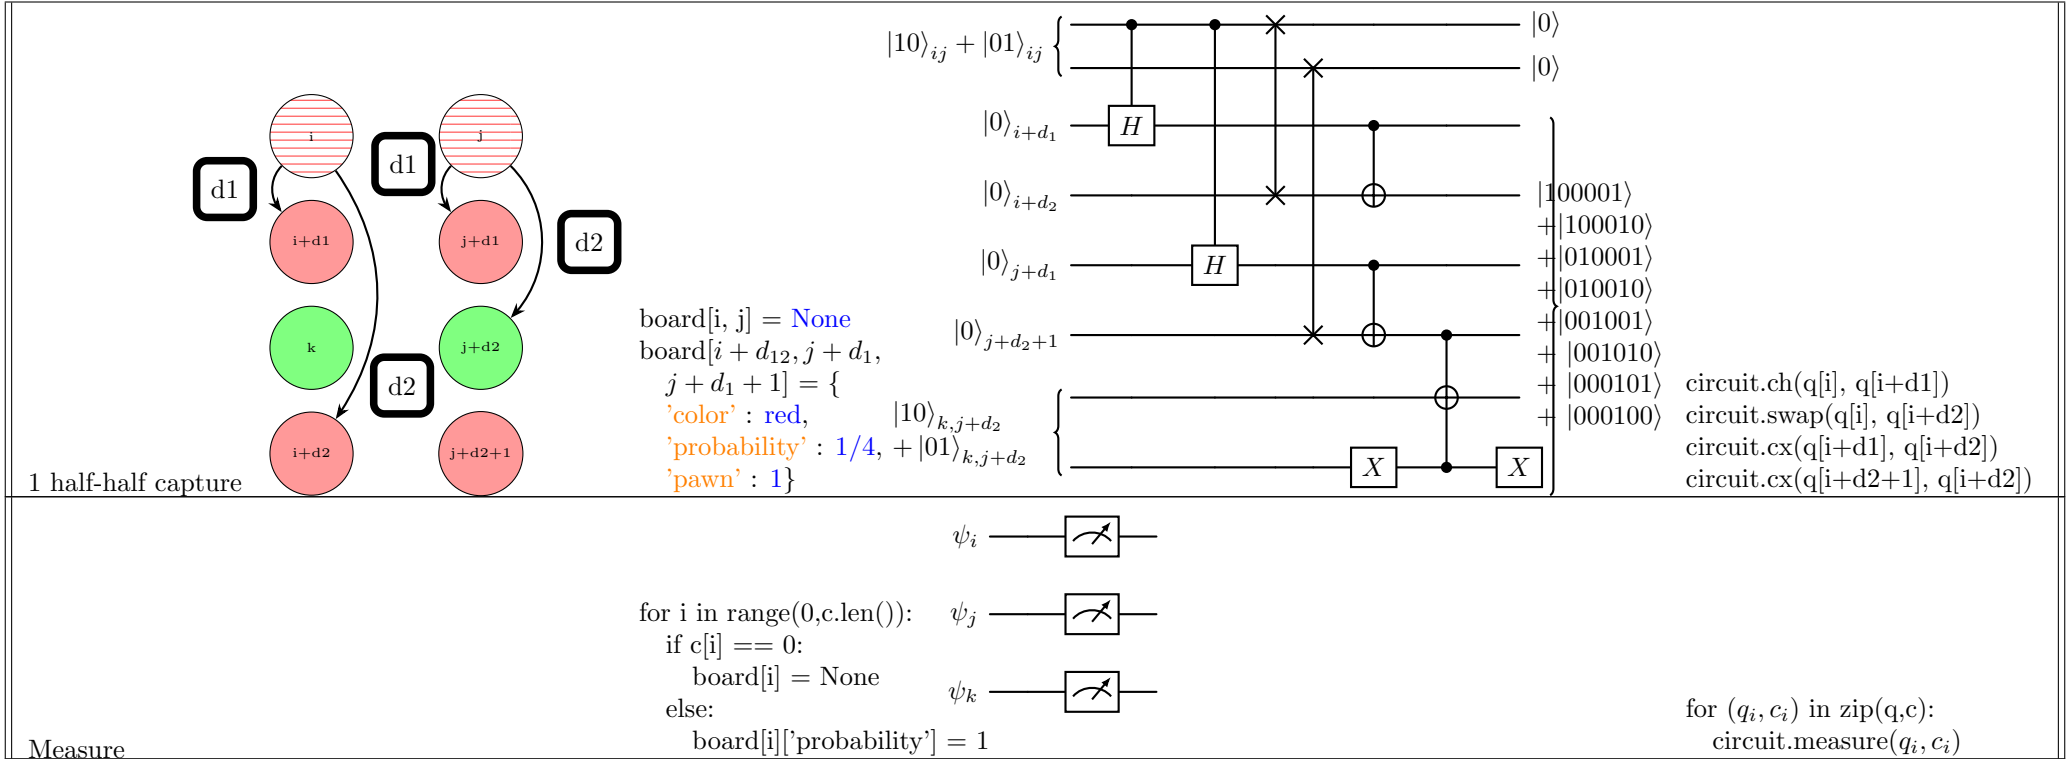 i
j
d1
d1
i+d1
j+d1
d2
k
j+d2
d2
i+d2
j+d2+1
1 half-half capture
board[i, j] = None
board[i + d₁₂, j + d₁,
j + d₁ + 1] = {
'color' : red,
'probability' : 1/4,
'pawn' : 1}
|10⟩ᵢⱼ + |01⟩ᵢⱼ
|0⟩_{i+d₁}
|0⟩_{i+d₂}
|0⟩_{j+d₁}
|0⟩_{j+d₂+1}
|10⟩_{k,j+d₂}
+ |01⟩_{k,j+d₂}
H
H
X
X
|0⟩
|0⟩
|100001⟩
+|100010⟩
+|010001⟩
+|010010⟩
+|001001⟩
+ |001010⟩
+ |000101⟩
+ |000100⟩
circuit.ch(q[i], q[i+d1])
circuit.swap(q[i], q[i+d2])
circuit.cx(q[i+d1], q[i+d2])
circuit.cx(q[i+d2+1], q[i+d2])
Measure
for i in range(0,c.len()):
if c[i] == 0:
board[i] = None
else:
board[i]['probability'] = 1
ψᵢ
ψⱼ
ψₖ
for (qᵢ, cᵢ) in zip(q,c):
circuit.measure(qᵢ, cᵢ)